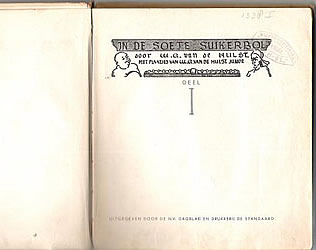 IN DE SOETE SUIKERBOL
DOOR W.G. VAN DE HULST
MET PLAATJES VAN W.G. VAN DE HULST JUNIOR
DEEL
I
UITGEGEVEN DOOR DE N.V. DAGBLAD EN DRUKKERIJ DE STANDAARD